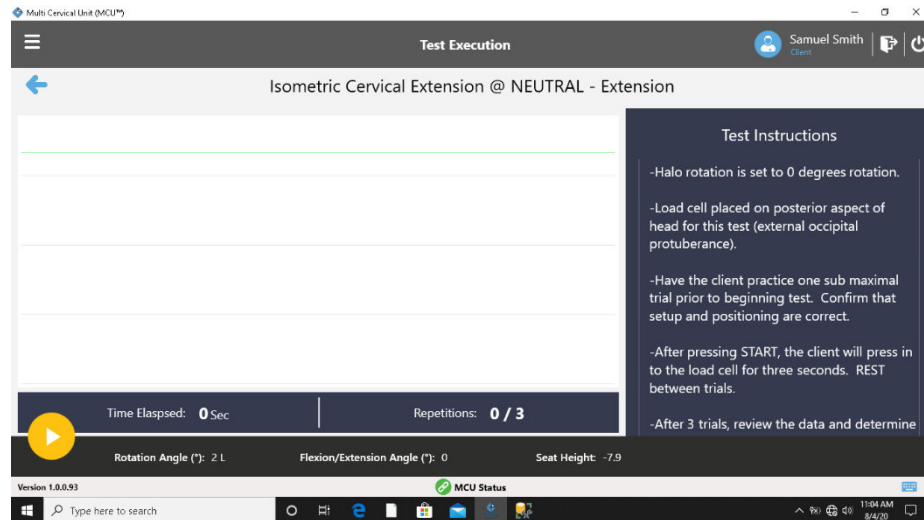 Multi Cervical Unit (MCU™)
Test Execution
Samuel Smith
Client
Isometric Cervical Extension @ NEUTRAL - Extension
Test Instructions
-Halo rotation is set to 0 degrees rotation.
-Load cell placed on posterior aspect of
head for this test (external occipital
protuberance).
-Have the client practice one sub maximal
trial prior to beginning test. Confirm that
setup and positioning are correct.
-After pressing START, the client will press in
to the load cell for three seconds. REST
between trials.
-After 3 trials, review the data and determine
Time Elaspsed: 0 Sec
Repetitions: 0 / 3
Rotation Angle (°): 2 L
Flexion/Extension Angle (°): 0
Seat Height: -7.9
Version 1.0.0.93
MCU Status
Type here to search
11:04 AM
8/4/20